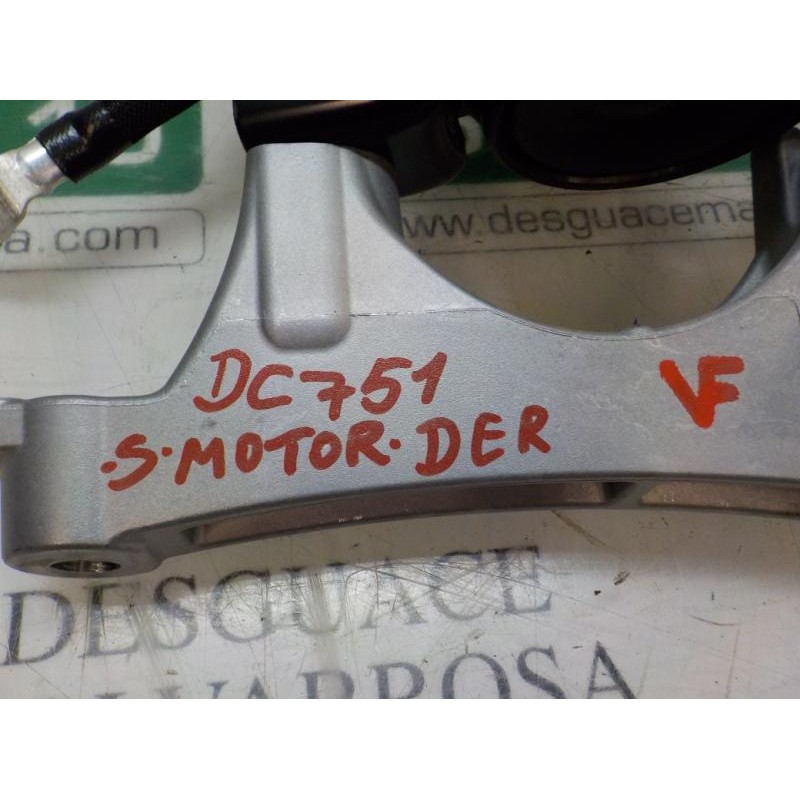 a.com
www.desguacema
DC751
.S.MOTOR.DER
VF
DESGUACE